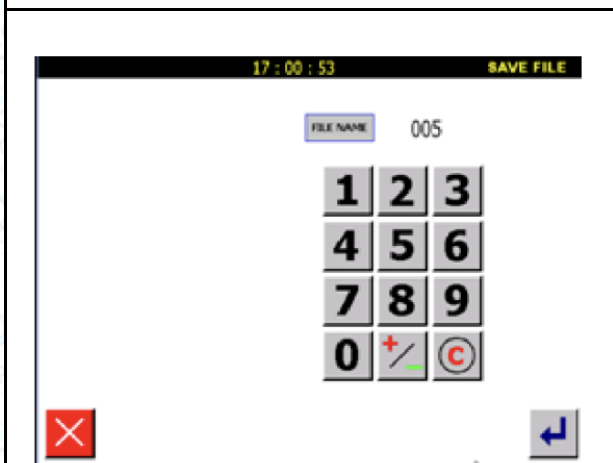 17 : 00 : 53 SAVE FILE
FILE NAME 005
1 2 3
4 5 6
7 8 9
0 +/- C